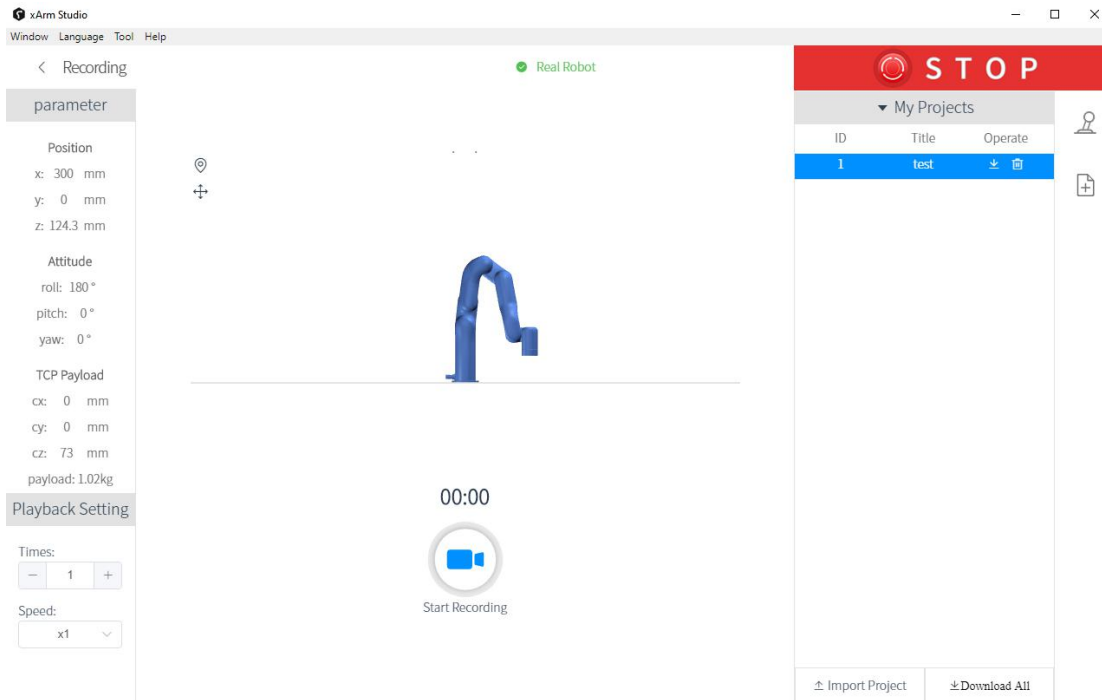 xArm Studio
Window Language Tool Help
Recording
Real Robot
STOP
parameter
Position
x: 300 mm
y: 0 mm
z: 124.3 mm
Attitude
roll: 180 °
pitch: 0 °
yaw: 0 °
TCP Payload
cx: 0 mm
cy: 0 mm
cz: 73 mm
payload: 1.02kg
Playback Setting
Times:
− 1 +
Speed:
x1
00:00
Start Recording
My Projects
ID Title Operate
1 test
Import Project Download All